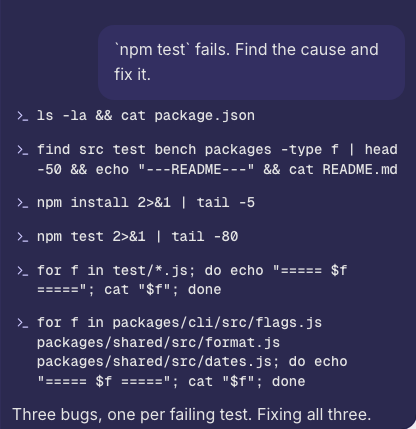 `npm test` fails. Find the cause and
fix it.
>_ ls -la && cat package.json
>_ find src test bench packages -type f | head
-50 && echo "---README---" && cat README.md
>_ npm install 2>&1 | tail -5
>_ npm test 2>&1 | tail -80
>_ for f in test/*.js; do echo "===== $f
====="; cat "$f"; done
>_ for f in packages/cli/src/flags.js
packages/shared/src/format.js
packages/shared/src/dates.js; do echo
"===== $f ====="; cat "$f"; done
Three bugs, one per failing test. Fixing all three.